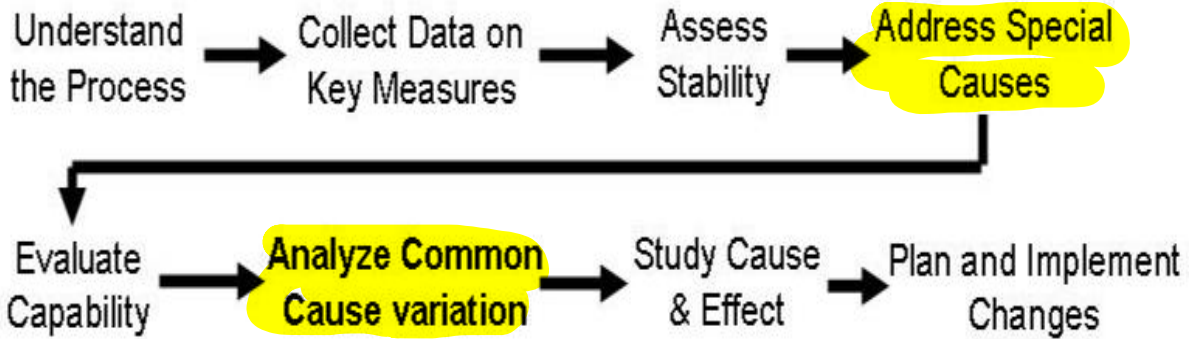 Understand
the Process
Collect Data on
Key Measures
Assess
Stability
Address Special
Causes
Evaluate
Capability
Analyze Common
Cause variation
Study Cause
& Effect
Plan and Implement
Changes